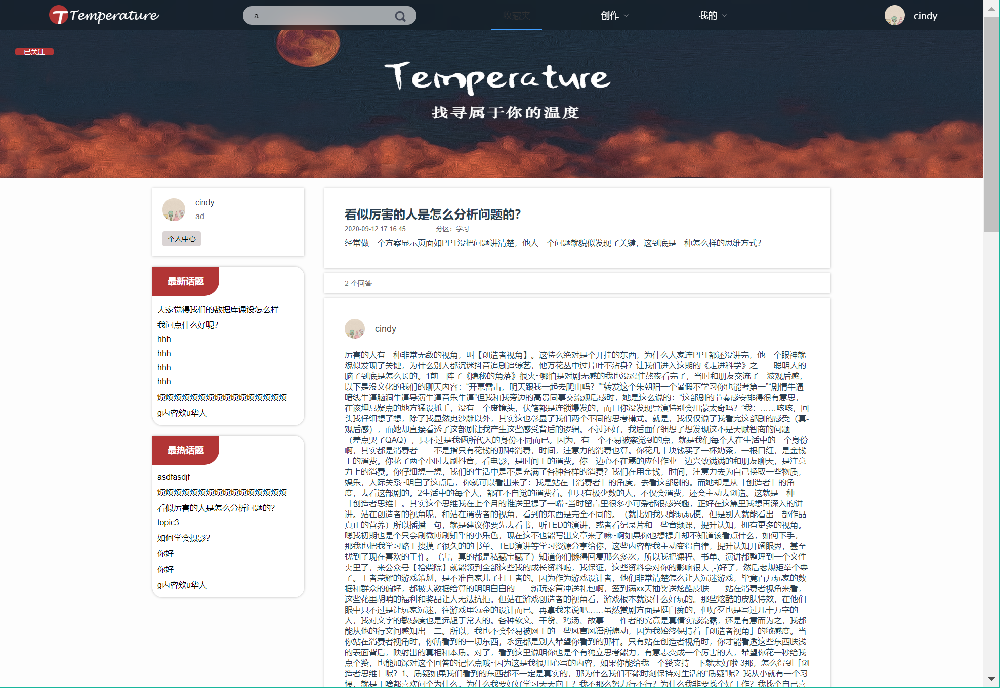 Temperature
a
收藏夹
创作
我的
cindy
已关注
Temperature
找寻属于你的温度
cindy
ad
个人中心
最新话题
大家觉得我们的数据库课设怎么样
我问点什么好呢?
hhh
hhh
hhh
hhh
烦烦烦烦烦烦烦烦烦烦烦烦烦烦烦烦…
g内容欸u华人
最热话题
asdfasdjf
烦烦烦烦烦烦烦烦烦烦烦烦烦烦烦烦…
看似厉害的人是怎么分析问题的?
topic3
如何学会摄影?
你好
你好
g内容欸u华人
看似厉害的人是怎么分析问题的?
2020-09-12 17:16:45 分区：学习
经常做一个方案显示页面如PPT没把问题讲清楚，他人一个问题就貌似发现了关键，这到底是一种怎么样的思维方式?
2 个回答
cindy
厉害的人有一种非常无敌的视角，叫【创造者视角】。这特么绝对是个开挂的东西，为什么人家连PPT都还没讲完，他一个眼神就
貌似发现了关键，为什么别人都沉迷抖音追剧追综艺，他万花丛中过片叶不沾身？让我们进入这期的《走进科学》之——聪明人的
脑子到底是怎么长的。1前一阵子《隐秘的角落》很火~哪怕是对剧无感的我也没忍住熬夜看完了，当时和朋友交流了一波观后感，
以下是没文化的我们的聊天内容：“开幕雷击，明天跟我一起去爬山吗？”“转发这个朱朝阳一个暑假不学习你也能考第一”“剧情牛逼
暗线牛逼脑洞牛逼导演牛逼音乐牛逼”但我和我旁边的高贵同事交流观后感时，她是这么说的：“这部剧的节奏感安排得很有意思，
在该埋悬疑点的地方猛设抓手，没有一个废镜头，伏笔都是连锁爆发的，而且你没发现导演特别会用蒙太奇吗？”我：……咳咳，回
头我仔细想了想，除了我显然更沙雕以外，其实这也彰显了我们两个不同的思考模式。就是，我仅仅说了我看完这部剧的感受（真-
观后感），而她却直接看透了这部剧让我产生这些感受背后的逻辑。不过还好，我后面仔细想了想发现这不是天赋智商的问题……
（差点哭了QAQ），只不过是我俩所代入的身份不同而已。因为，有一个不易被察觉到的点，就是我们每个人在生活中的一个身份
啊，其实都是消费者——不是指只有花钱的那种消费，时间，注意力的消费也算。你花几十块钱买了一杯奶茶，一根口红，是金钱
上的消费。你花了两个小时去刷抖音，看电影，是时间上的消费。你一边心不在焉的应付作业一边兴致满满的和朋友聊天，是注意
力上的消费。你仔细想一想，我们的生活中是不是充满了各种各样的消费？我们在用金钱，时间，注意力去为自己换取一些物质，
娱乐，人际关系~明白了这点后，你就可以看出来了：我是站在「消费者」的角度，去看这部剧的。而她却是从「创造者」的角
度，去看这部剧的。2生活中的每个人，都在不自觉的消费着。但只有极少数的人，不仅会消费，还会主动去创造。这就是一种
「创造者思维」。其实这个思维我在上个月的推送里提了一嘴~当时留言里很多小可爱都很感兴趣，正好在这篇里我想再深入的讲
讲。站在创造者的视角呢，和站在消费者的视角，看到的东西是完全不同的。（就比如我只能玩玩梗，但是别人就能看出一部作品
真正的营养）所以插播一句，就是建议你要先去看书，听TED的演讲，或者看纪录片和一些音频课，提升认知，拥有更多的视角。
嗯我初期也是个只会刷微博刷知乎的小乐色，现在这不也能写出文章来了嘛~啊如果你也想提升却不知道该看点什么，如何下手，
那我也把我学习路上搜摸了很久的的书单、TED演讲等学习资源分享给你，这些内容帮我主动变得自律，提升认知开阔眼界，甚至
找到了现在喜欢的工作。（害，真的都是私藏宝藏了）知道你们懒得回复那么多次，所以我把课程、书单、演讲都整理到一个文件
夹里了，来公众号【拾柴院】就能领到全部这些我的成长资料啦，我保证，这些资料会对你的影响很大 ;-)好了，然后老规矩举个栗
子。王者荣耀的游戏策划，是不准自家儿子打王者的。因为作为游戏设计者，他们非常清楚怎么让人沉迷游戏，毕竟百万玩家的数
据和群众的偏好，都被大数据给算的明明白白的……新玩家首冲送礼包啊，签到满xx天抽奖送炫酷皮肤……站在消费者视角来看，
这些花里胡哨的福利和奖品让人无法抗拒。但站在游戏创造者的视角看，游戏根本就没什么好玩的。那些炫酷的皮肤特效，在他们
眼中只不过是让玩家沉迷，往游戏里氪金的设计而已。再拿我来说吧……虽然赏剧方面是挺白痴的，但好歹也是写过几十万字的
人，我对文字的敏感度也是远超于常人的。各种软文、干货、鸡汤、故事……作者的究竟是真情实感流露，还是有意而为之，我都
能从他的行文间感知出一二。所以，我也不会轻易被网上的一些风言风语所煽动，因为我始终保持着「创造者视角」的敏感度。当
你站在消费者视角时，你所看到的一切东西，永远都是别人希望你看到的那样。只有站在创造者视角时，你才能看透这些东西肤浅
的表面背后，映射出的真相和本质。对了，看到这里说明你也是个有独立思考能力，有意志变成一个厉害的人，希望你花一秒给我
点个赞，也能加深对这个回答的记忆点哦~因为这是我很用心写的内容，如果你能给我一个赞支持一下就太好啦 3那，怎么得到「创
造者思维」呢？1、质疑如果我们看到的东西都不一定是真实的，那为什么我们不能时刻保持对生活的“质疑”呢？我从小就有一个习
惯，就是干啥都喜欢问个为什么。为什么我要好好学习天天向上？我不那么努力行不行？为什么我非要找个好工作？我找个自己喜